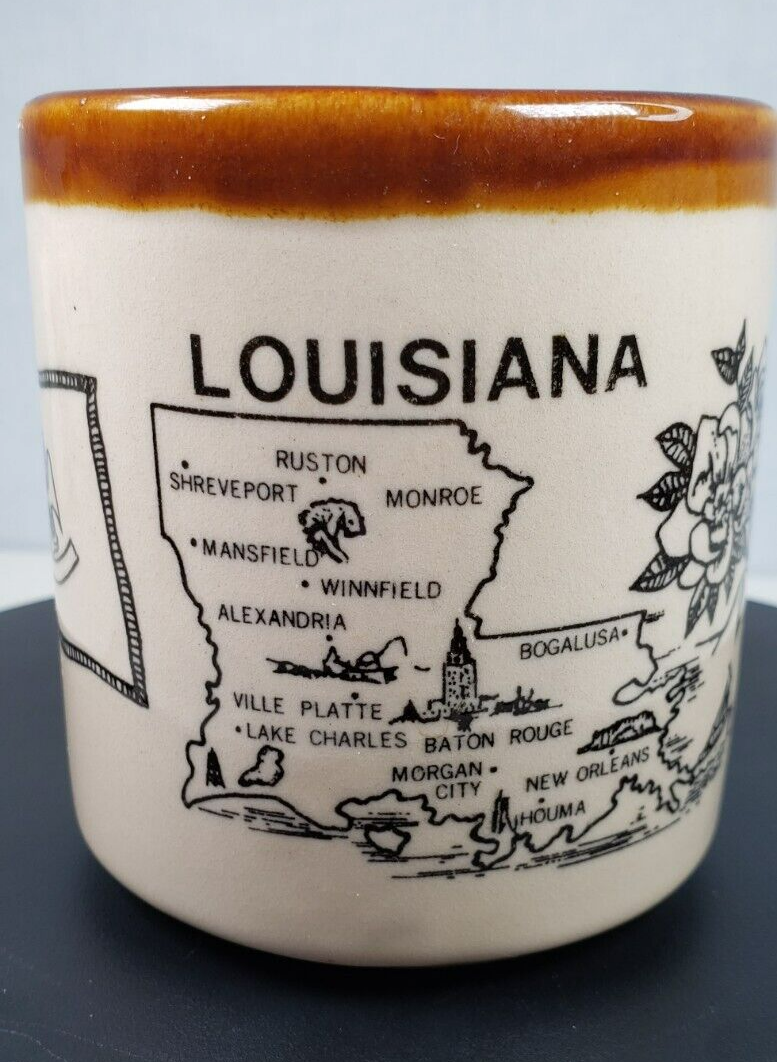 LOUISIANA
RUSTON
SHREVEPORT
MONROE
MANSFIELD
WINNFIELD
ALEXANDRIA
BOGALUSA
VILLE PLATTE
LAKE CHARLES
BATON ROUGE
MORGAN
CITY
NEW ORLEANS
HOUMA